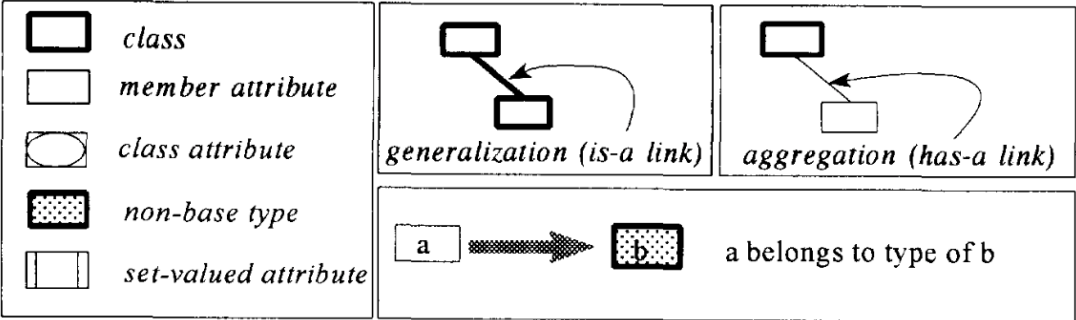 class
member attribute
class attribute
non-base type
set-valued attribute
generalization (is-a link)
aggregation (has-a link)
a
b
a belongs to type of b